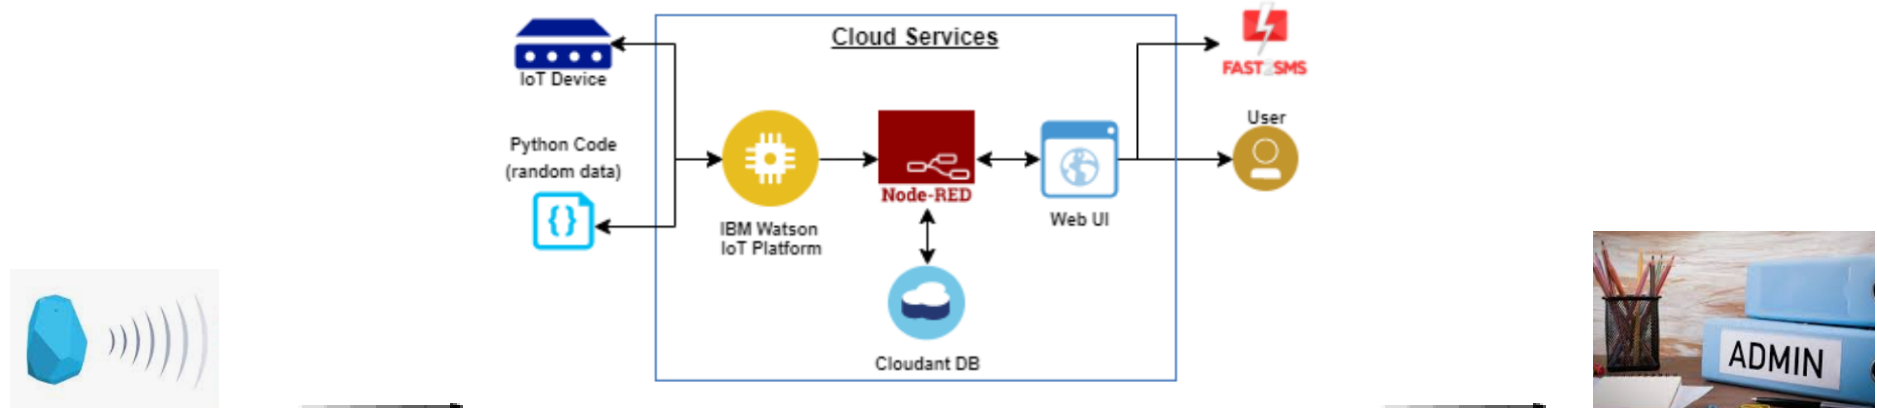 Cloud Services
IoT Device
FAST2SMS
User
Python Code
(random data)
Node-RED
IBM Watson
IoT Platform
Web UI
Cloudant DB
ADMIN